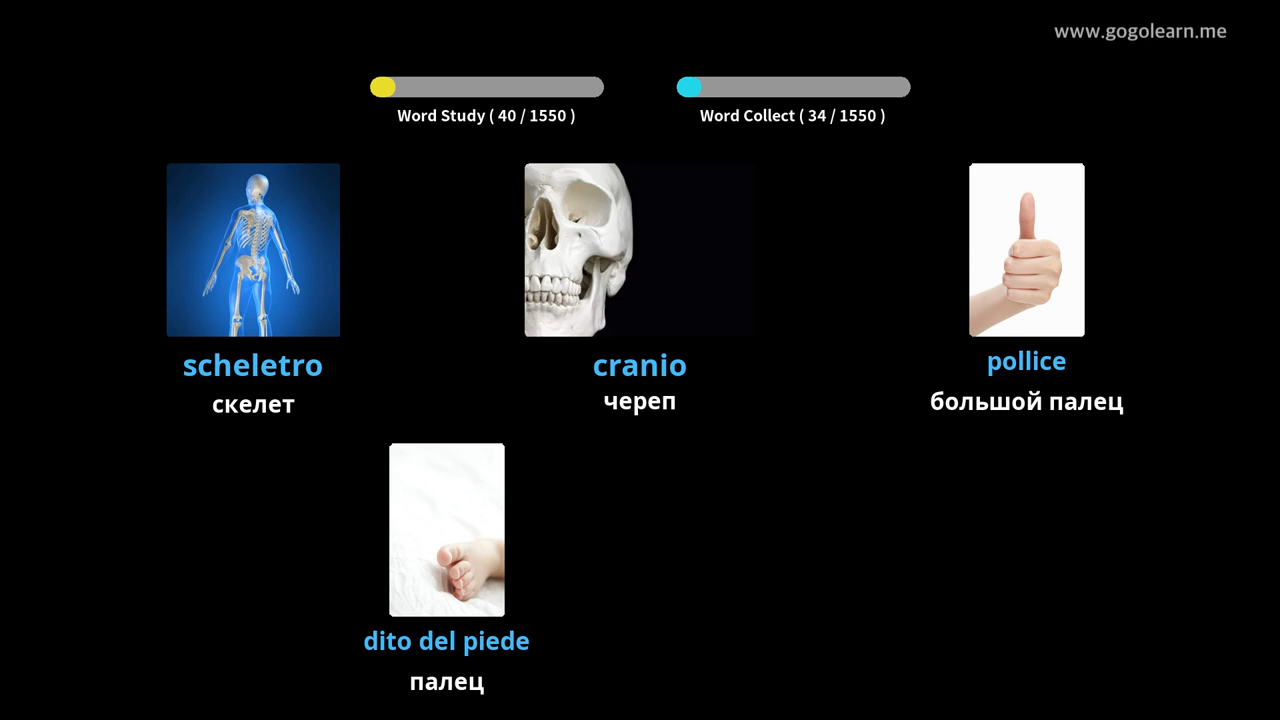 www.gogolearn.me
Word Study ( 40 / 1550 )
Word Collect ( 34 / 1550 )
scheletro
скелет
cranio
череп
pollice
большой палец
dito del piede
палец